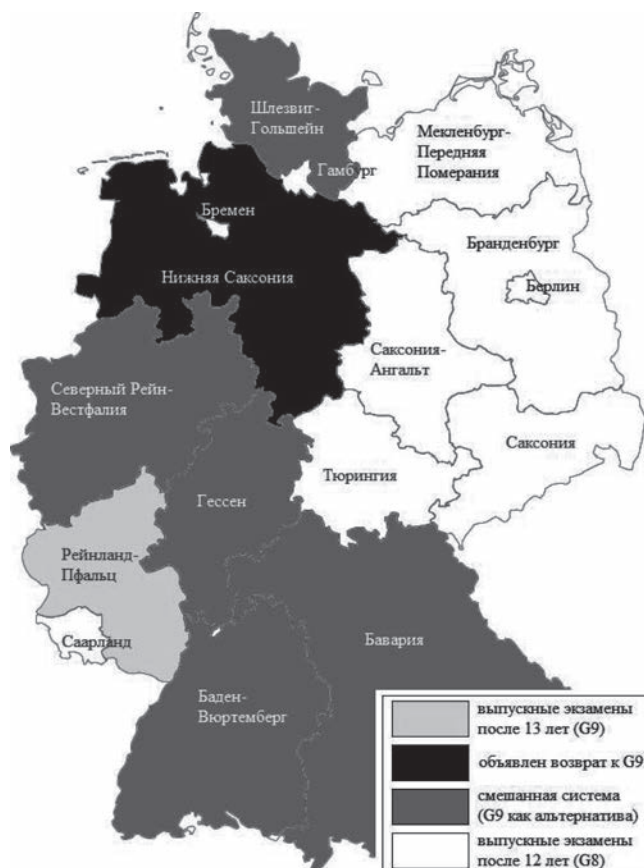 Шлезвиг-
Гольшейн
Мекленбург-
Передняя
Померания
Гамбург
Бремен
Бранденбург
Берлин
Нижняя Саксония
Саксония-
Ангальт
Северный Рейн-
Вестфалия
Саксония
Тюрингия
Гессен
Рейнланд-
Пфальц
Саарланд
Бавария
Баден-
Вюртемберг
выпускные экзамены
после 13 лет (G9)
объявлен возврат к G9
смешанная система
(G9 как альтернатива)
выпускные экзамены
после 12 лет (G8)